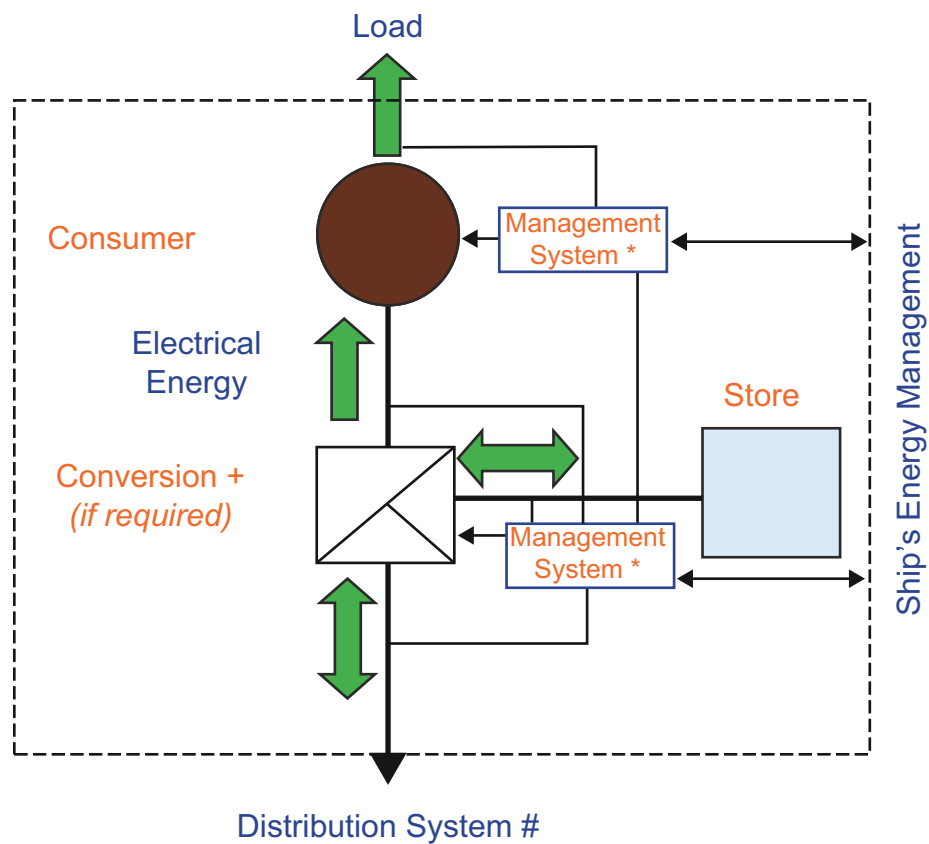 Load
Consumer
Management
System *
Electrical
Energy
Store
Conversion +
(if required)
Management
System *
Ship's Energy Management
Distribution System #